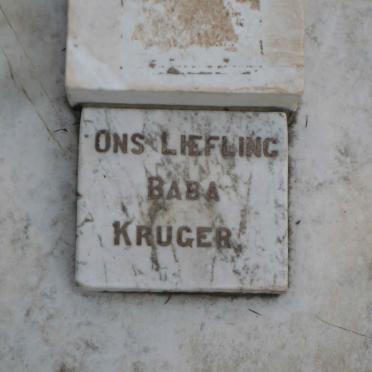 ONS LIEFLING
BABA
KRUGER.